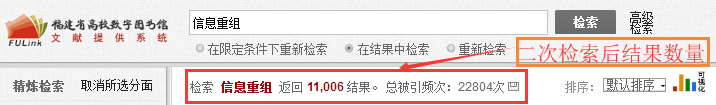 福建省高校数字图书馆
FULink 文献提供系统
信息重组
检索
高级检索
在限定条件下重新检索 在结果中检索 重新检索
二次检索后结果数量
精炼检索 取消所选分面
检索 信息重组 返回 11,006 结果。 总被引频次：22804次
排序： 默认排序
可视化